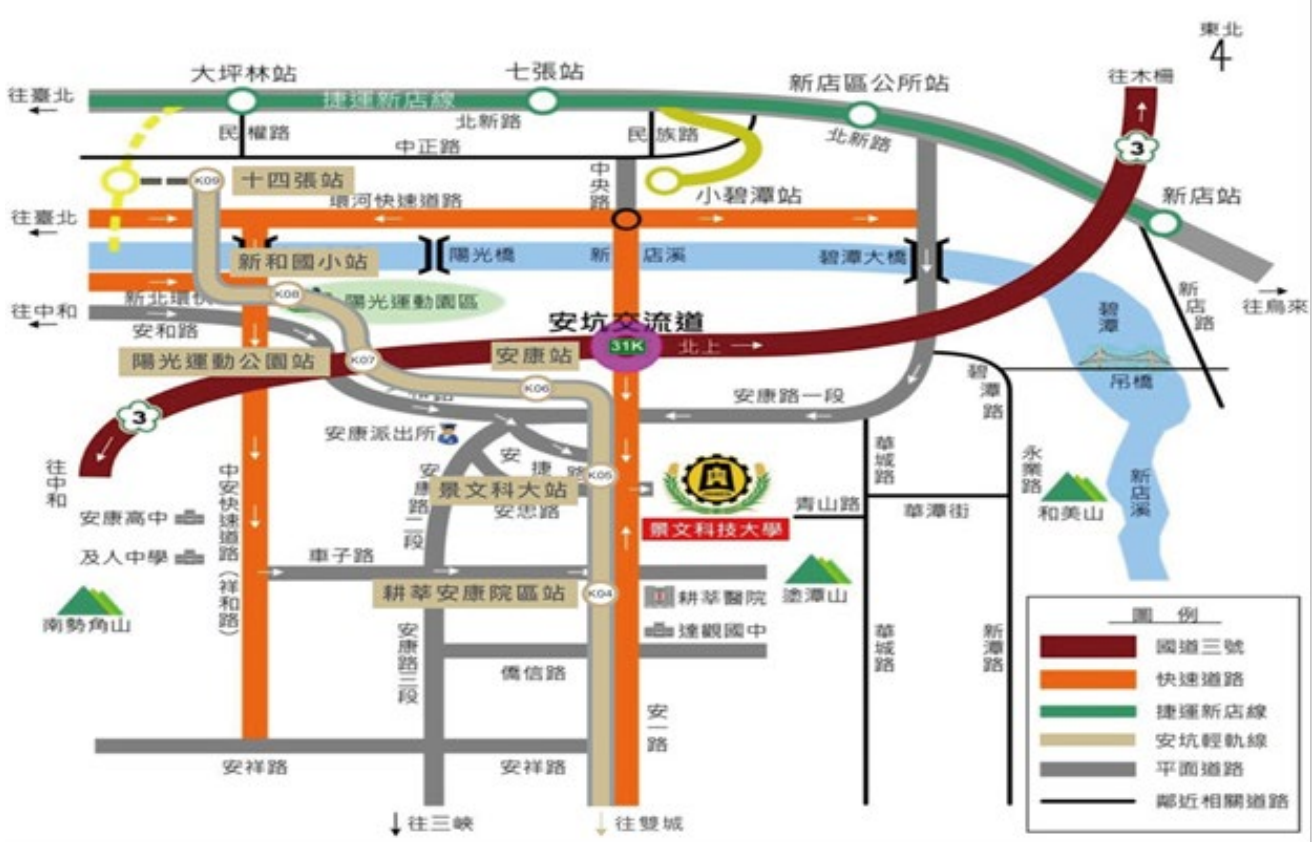 東北
4
大坪林站
七張站
新店區公所站
往木柵
往臺北
捷運新店線
北新路
民權路
民族路
北新路
3
中正路
K09
十四張站
中央路
小碧潭站
新店站
往臺北
環河快速道路
新和國小站
陽光橋
新店溪
碧潭大橋
往烏來
新店路
新北環快
K08
陽光運動園區
往中和
安和路
安坑交流道
碧潭
陽光運動公園站
K07
安康站
31K
北上
吊橋
K06
碧潭路
3
安康路一段
安康派出所
往中和
中安快速道路(祥和路)
安康路二段
安捷路
華城路
永業路
景文科大站
K05
新店溪
安康高中
安忠路
景文科技大學
青山路
華潭街
和美山
及人中學
車子路
耕莘安康院區站
K04
耕莘醫院
塗潭山
南勢角山
達觀國中
安康路三段
僑信路
華城路
新潭路
安一路
安祥路
安祥路
往三峽
往雙城
圖例
國道三號
快速道路
捷運新店線
安坑輕軌線
平面道路
鄰近相關道路